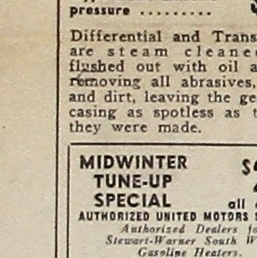 pressure .........
Differential and Trans
are steam cleane
flushed out with oil a
removing all abrasives,
and dirt, leaving the ge
casing as spotless as t
they were made.
MIDWINTER
TUNE-UP
SPECIAL
all
AUTHORIZED UNITED MOTORS S
Authorized Dealers fo
Stewart-Warner South W
Gasoline Heaters.